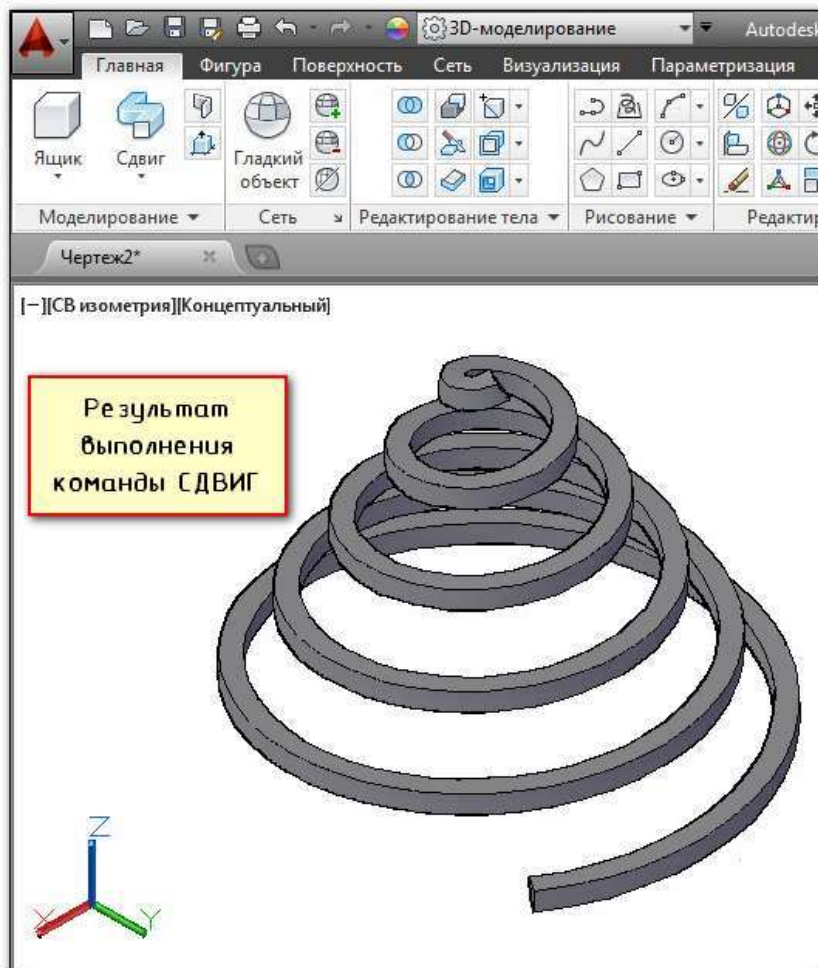 3D-моделирование
Autodesk
Главная Фигура Поверхность Сеть Визуализация Параметризация
Ящик
Сдвиг
Гладкий
объект
Моделирование
Сеть
Редактирование тела
Рисование
Редактир
Чертеж2*
[−][СВ изометрия][Концептуальный]
Результат
выполнения
команды СДВИГ
Z
X
Y